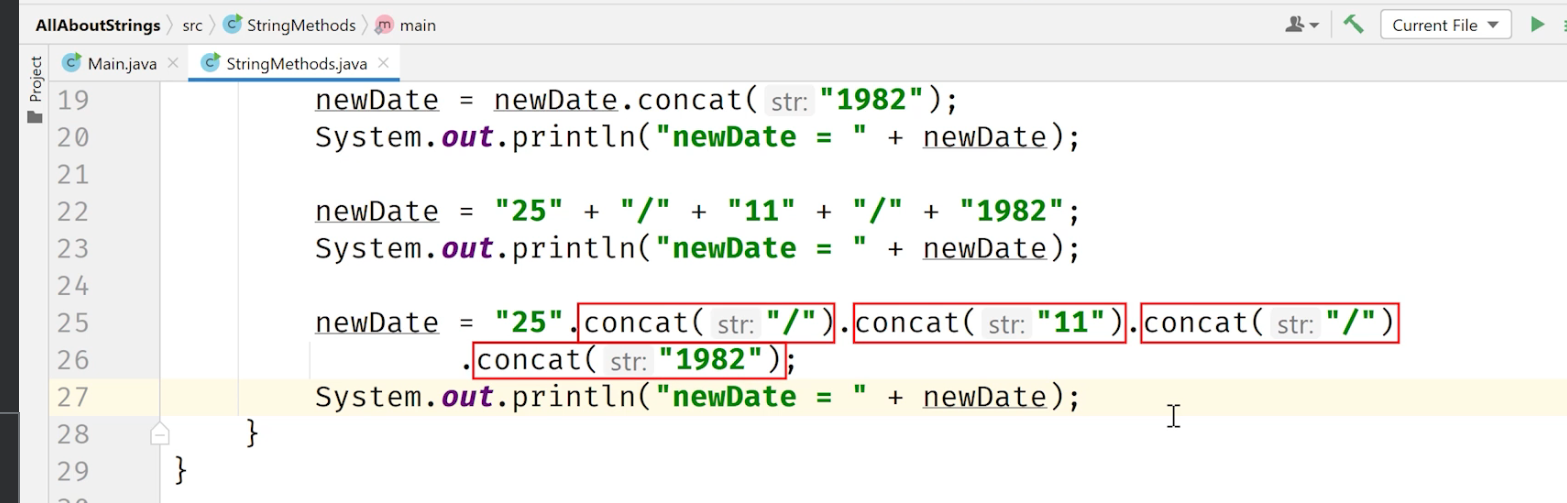 AllAboutStrings src StringMethods main
Current File
Project
Main.java StringMethods.java
19 newDate = newDate.concat( str: "1982");
20 System.out.println("newDate = " + newDate);
21
22 newDate = "25" + "/" + "11" + "/" + "1982";
23 System.out.println("newDate = " + newDate);
24
25 newDate = "25".concat( str: "/").concat( str: "11").concat( str: "/")
26 .concat( str: "1982");
27 System.out.println("newDate = " + newDate);
28 }
29 }